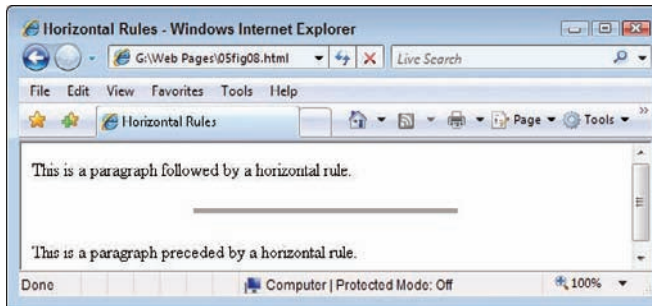 Horizontal Rules - Windows Internet Explorer
G:\Web Pages\05fig08.html Live Search
File Edit View Favorites Tools Help
Horizontal Rules Page Tools »
This is a paragraph followed by a horizontal rule.
This is a paragraph preceded by a horizontal rule.
Done Computer | Protected Mode: Off 100%